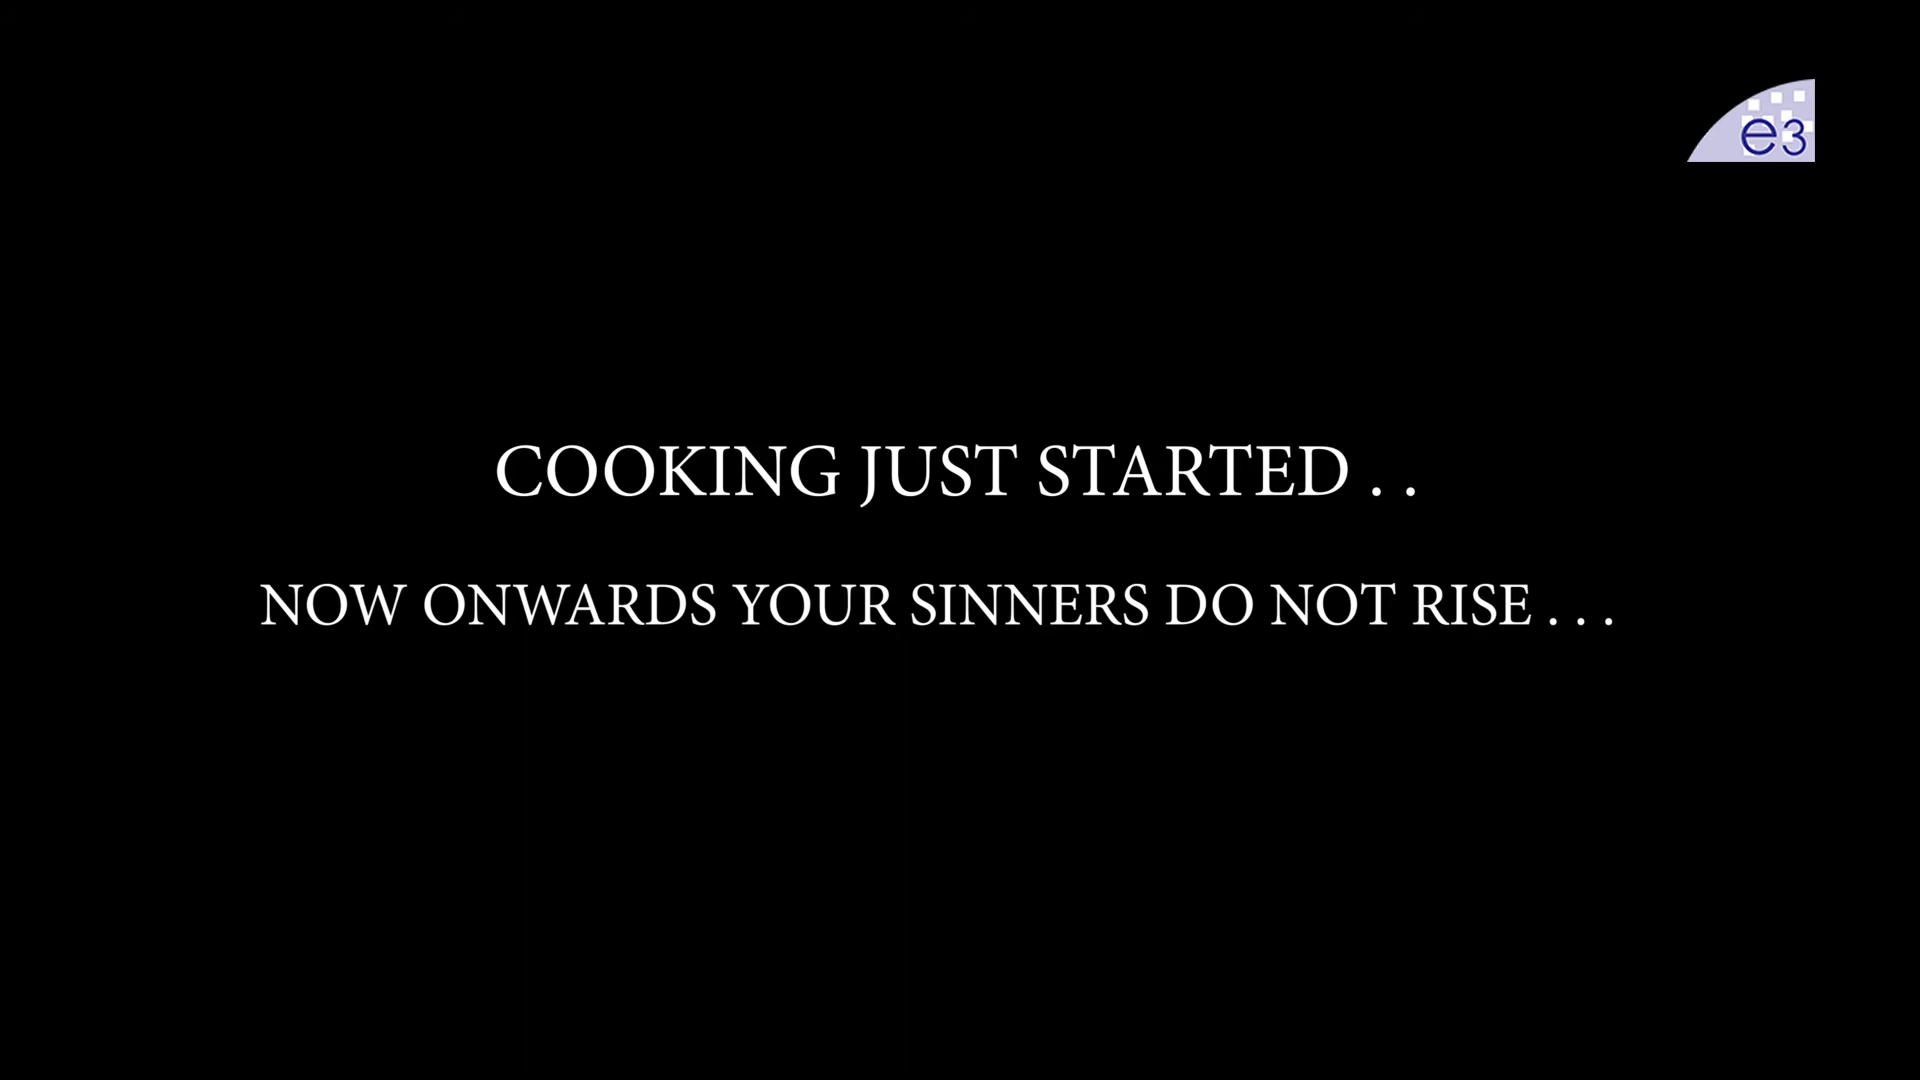 e3
COOKING JUST STARTED . .
NOW ONWARDS YOUR SINNERS DO NOT RISE . . .